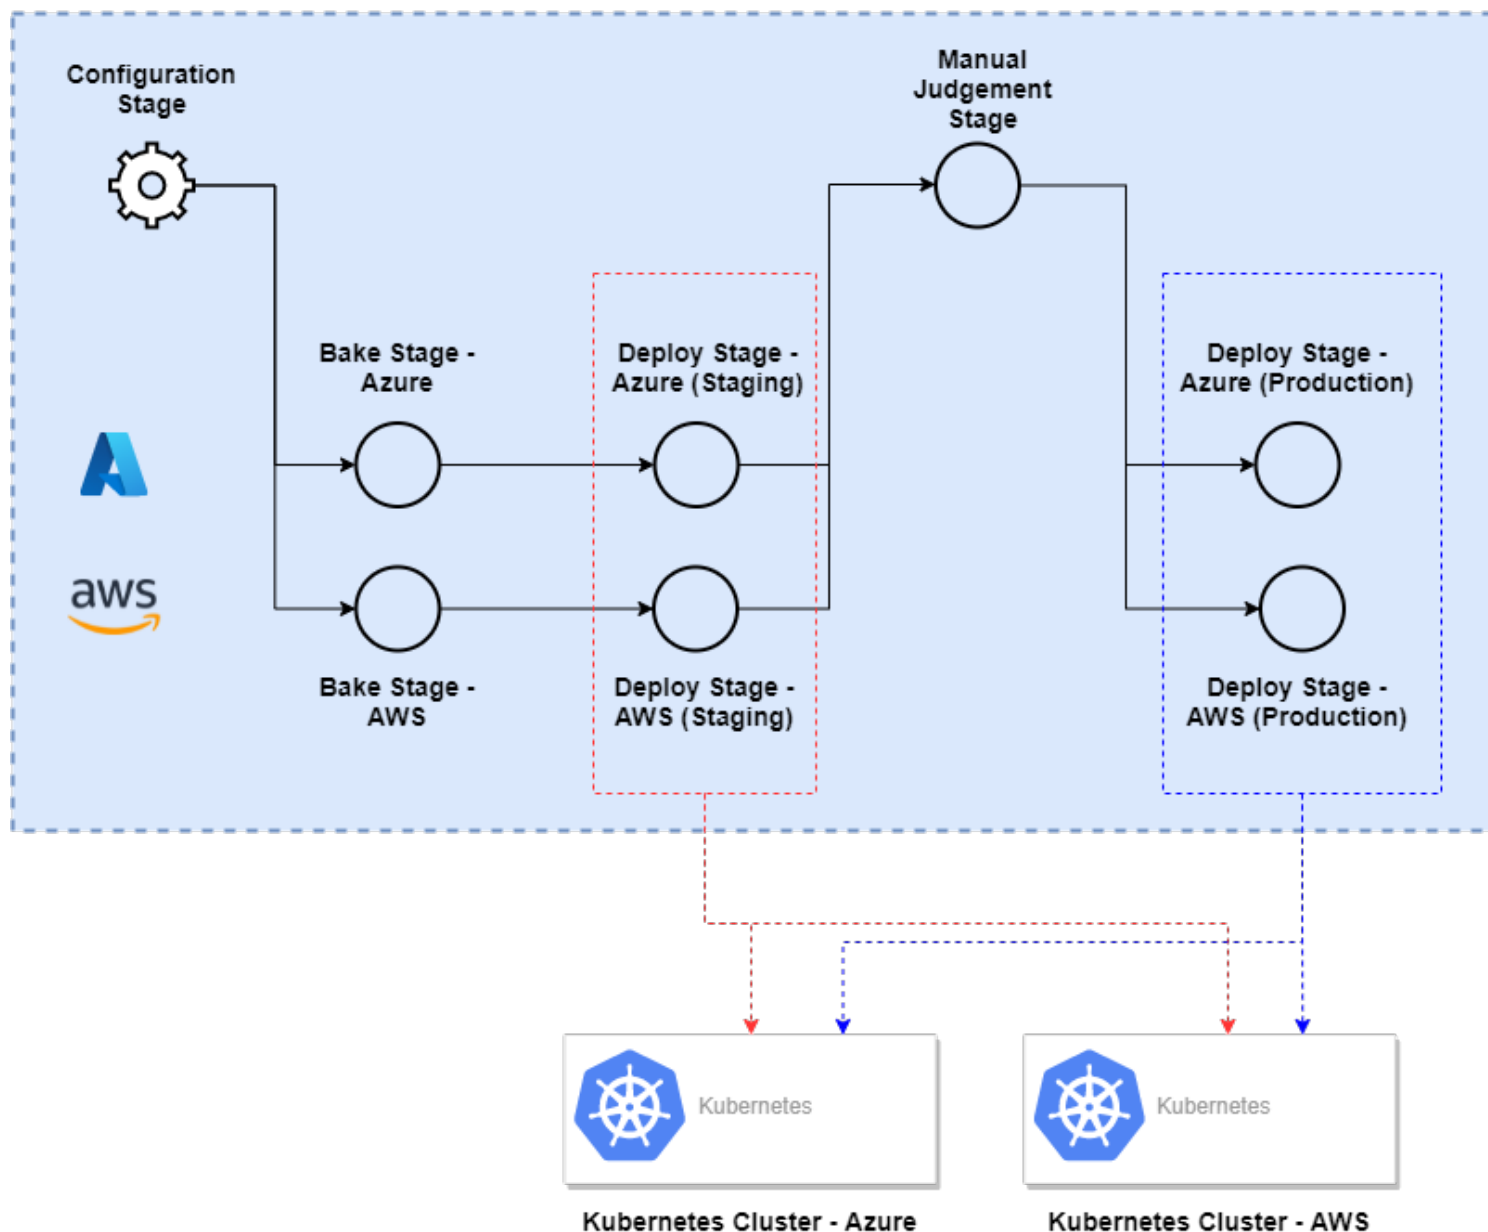 Configuration
Stage
Manual
Judgement
Stage
Bake Stage -
Azure
Deploy Stage -
Azure (Staging)
Deploy Stage -
Azure (Production)
aws
Bake Stage -
AWS
Deploy Stage -
AWS (Staging)
Deploy Stage -
AWS (Production)
Kubernetes
Kubernetes
Kubernetes Cluster - Azure
Kubernetes Cluster - AWS